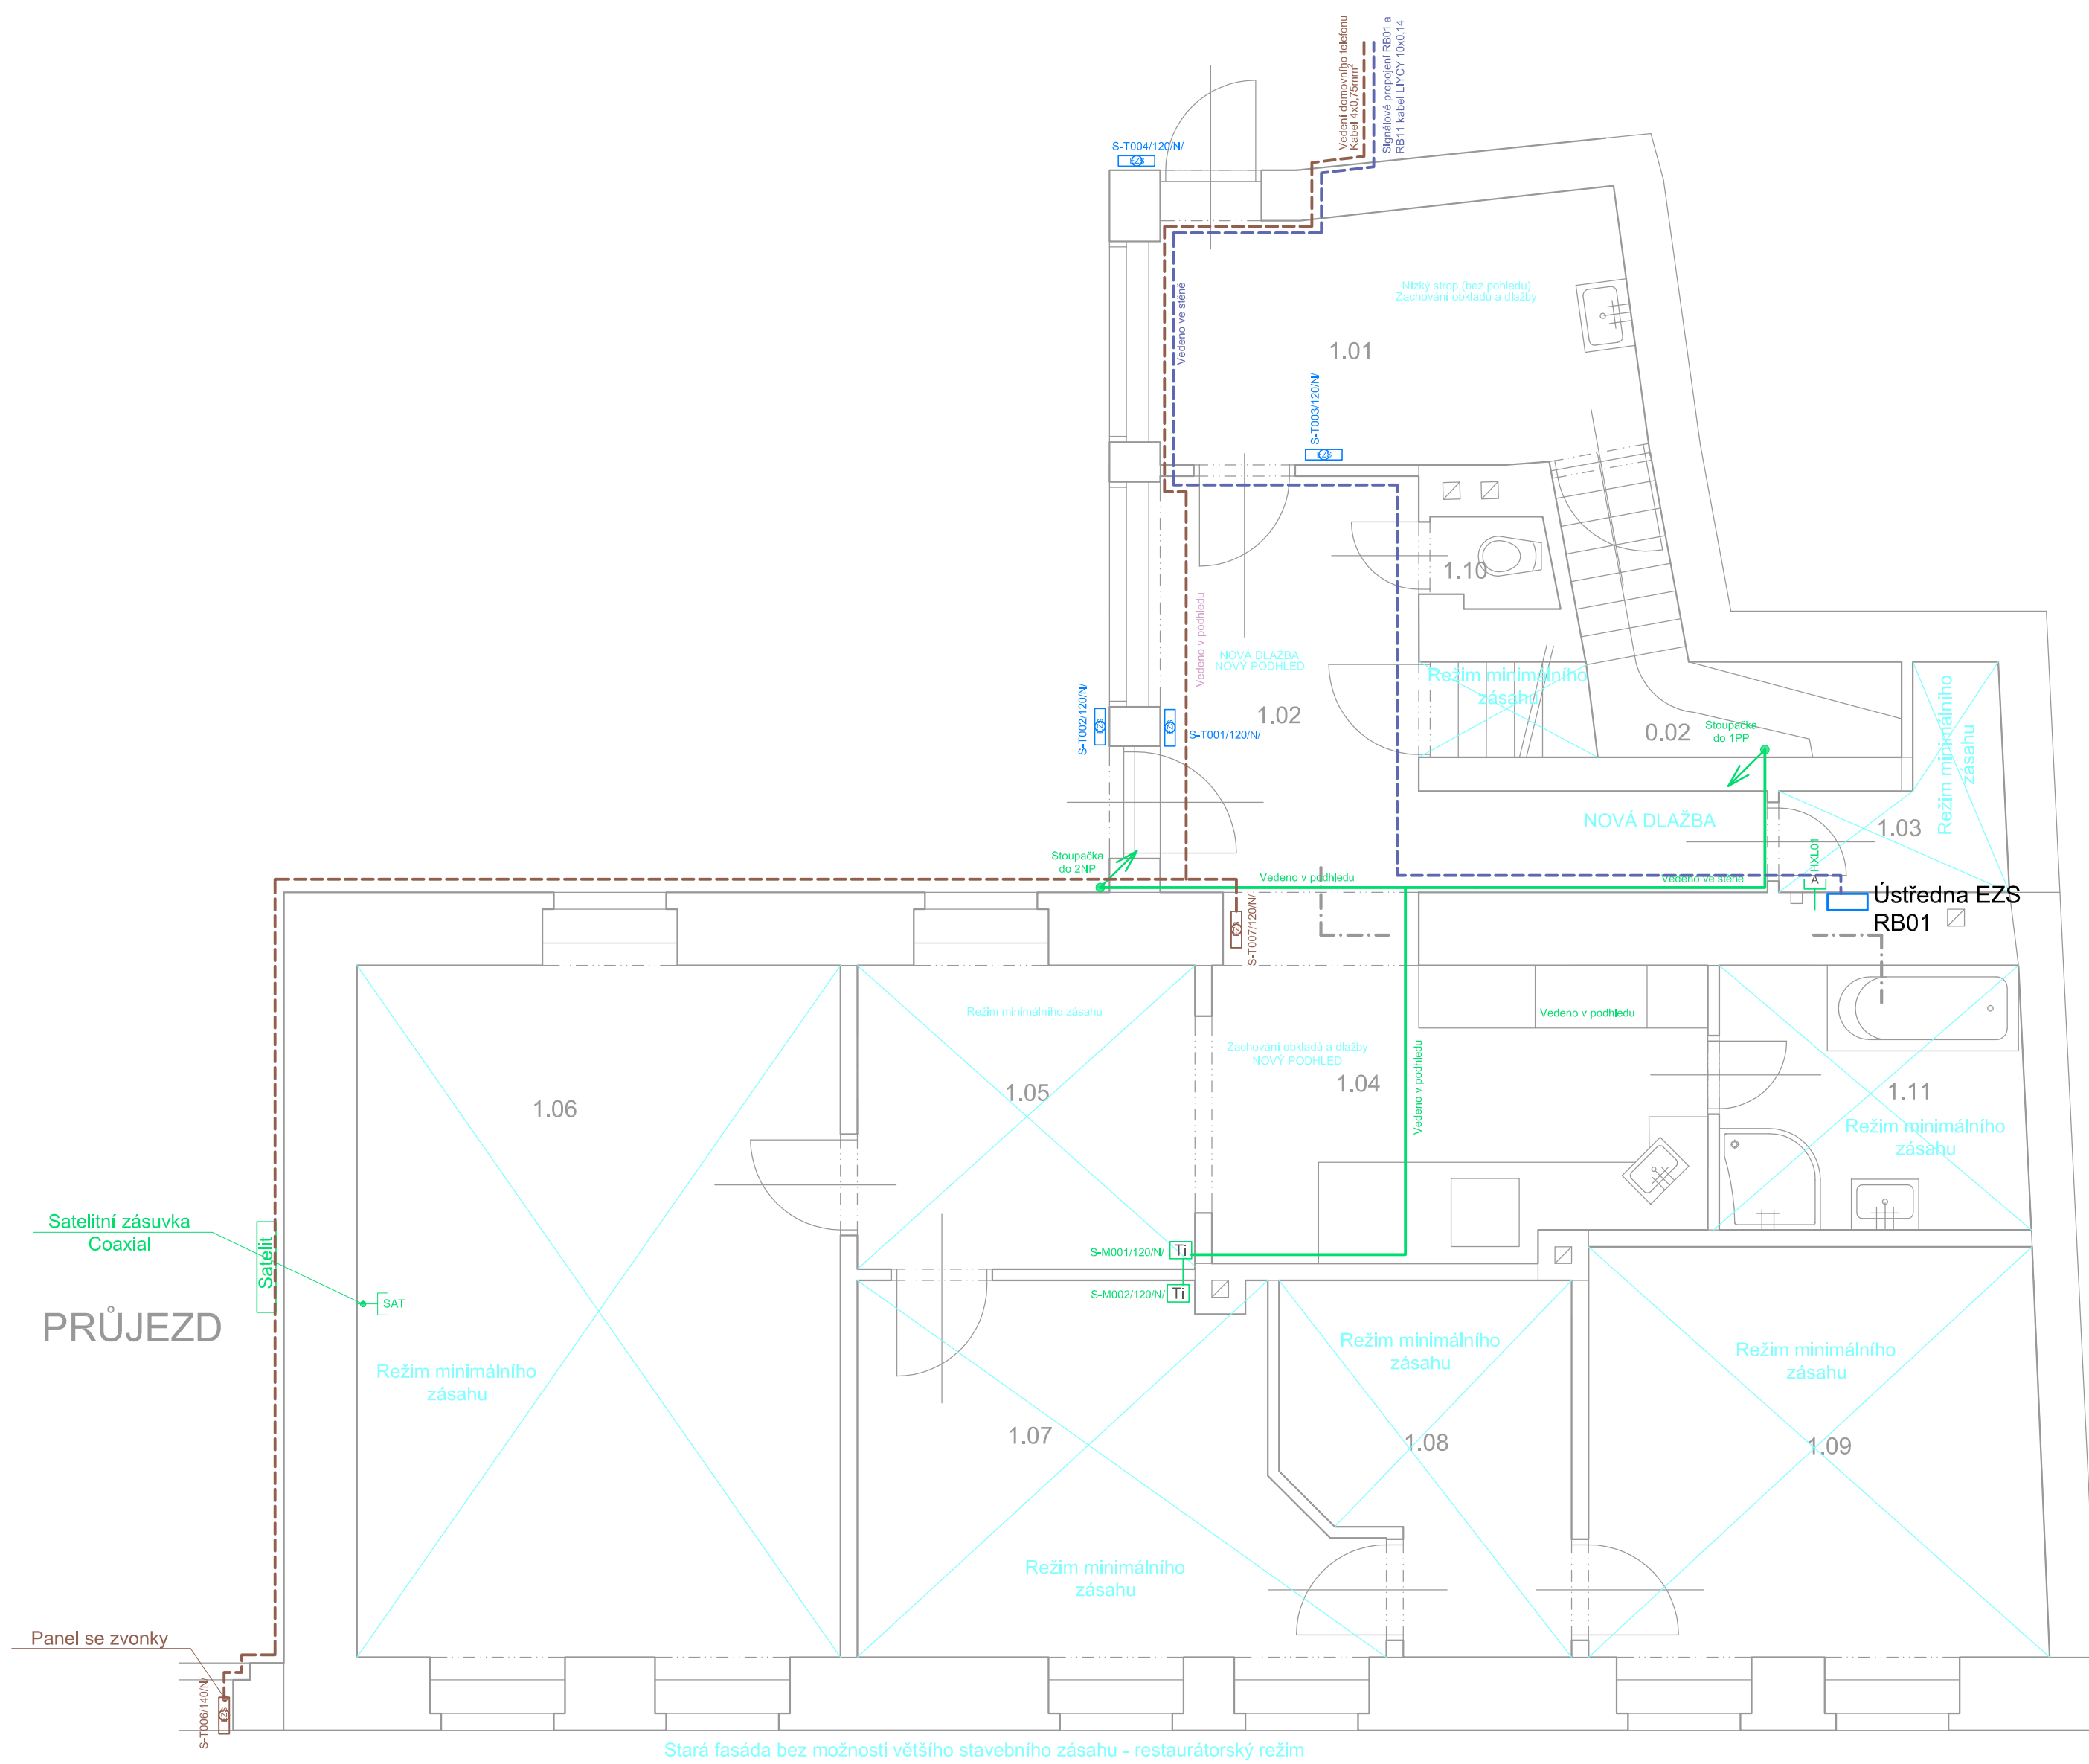 Vedení domovního telefonu
Kabel 4x0,75mm²
Signálové propojení RB01 a
RB11 kabel LIYCY 10x0,14
S-T004/120/N/
EZS
Vedeno ve stěně
Nízký strop (bez pohledu)
Zachování obkladů a dlažby
1.01
S-T003/120/N/
EZS
1.10
Vedeno v podhledu
NOVÁ DLAŽBA
NOVÝ PODHLED
Režim minimálního
zásahu
Režim minimálního
zásahu
S-T002/120/N/
EZS
EZS
S-T001/120/N/
1.02
0.02
Stoupačka
do 1PP
NOVÁ DLAŽBA
1.03
HXL01
A
Stoupačka
do 2NP
Vedeno v podhledu
Vedeno ve stěně
Ústředna EZS
RB01
EZS
S-T007/120/N/
Režim minimálního zásahu
Vedeno v podhledu
Zachování obkladů a dlažby
NOVÝ PODHLED
Vedeno v podhledu
1.04
1.05
1.06
1.11
Režim minimálního
zásahu
Satelitní zásuvka
Coaxial
Satelit
SAT
S-M001/120/N/
Ti
S-M002/120/N/
Ti
PRŮJEZD
Režim minimálního
zásahu
Režim minimálního
zásahu
Režim minimálního
zásahu
1.07
1.08
1.09
Režim minimálního
zásahu
Panel se zvonky
S-T006/140/N/
EZS
Stará fasáda bez možnosti většího stavebního zásahu - restaurátorský režim